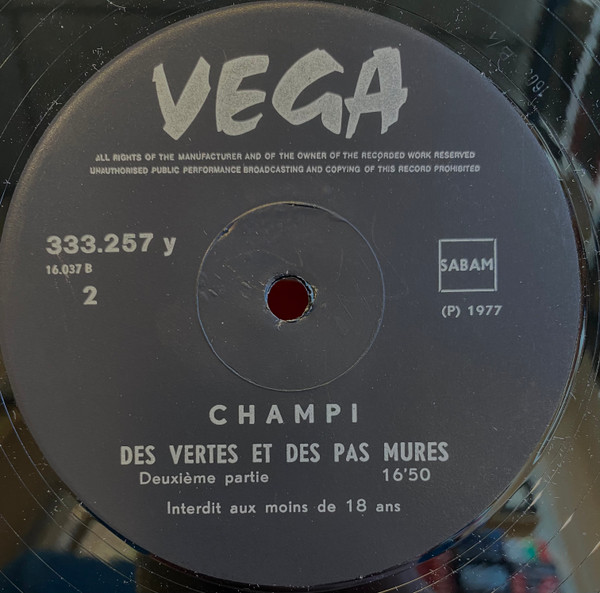 VEGA
ALL RIGHTS OF THE MANUFACTURER AND OF THE OWNER OF THE RECORDED WORK RESERVED
UNAUTHORISED PUBLIC PERFORMANCE BROADCASTING AND COPYING OF THIS RECORD PROHIBITED
333.257 y
16.037 B
2
SABAM
(P) 1977
CHAMPI
DES VERTES ET DES PAS MURES
Deuxième partie 16'50
Interdit aux moins de 18 ans